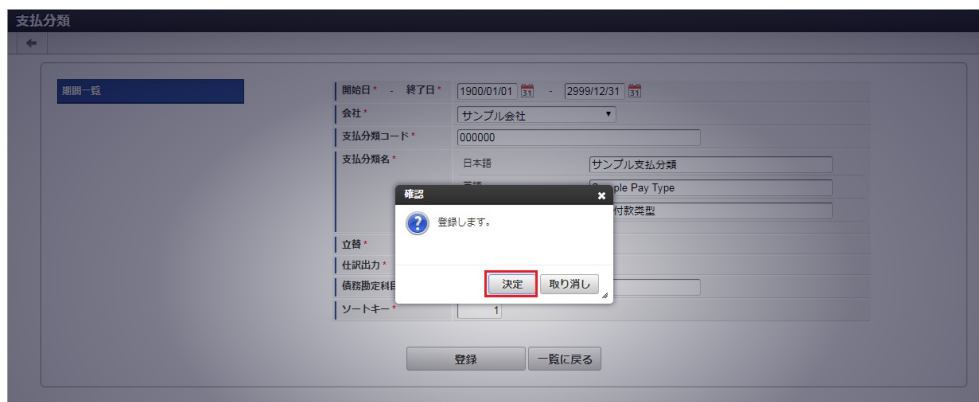 支払分類
期間一覧
開始日* - 終了日* 1900/01/01 31 - 2999/12/31 31
会社* サンプル会社
支払分類コード* 000000
支払分類名* 日本語 サンプル支払分類
ple Pay Type
確認
付款类型
登録します。
立替*
仕訳出力*
決定 取り消し
債務勘定科目
ソートキー* 1
登録 一覧に戻る